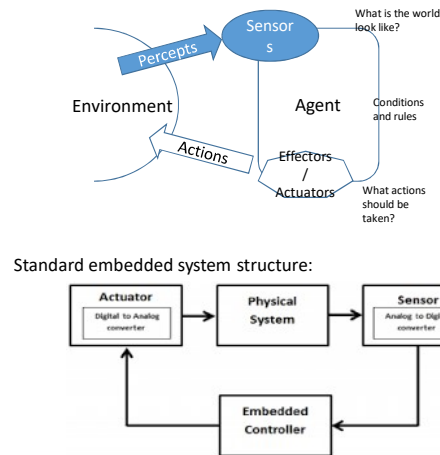 What is the world
look like?
Sensor
s
Percepts
Environment
Agent
Conditions
and rules
Actions
Effectors
/
Actuators
What actions
should be
taken?
Standard embedded system structure:
Actuator
Digital to Analog
converter
Physical
System
Sensor
Analog to Digi
converter
Embedded
Controller